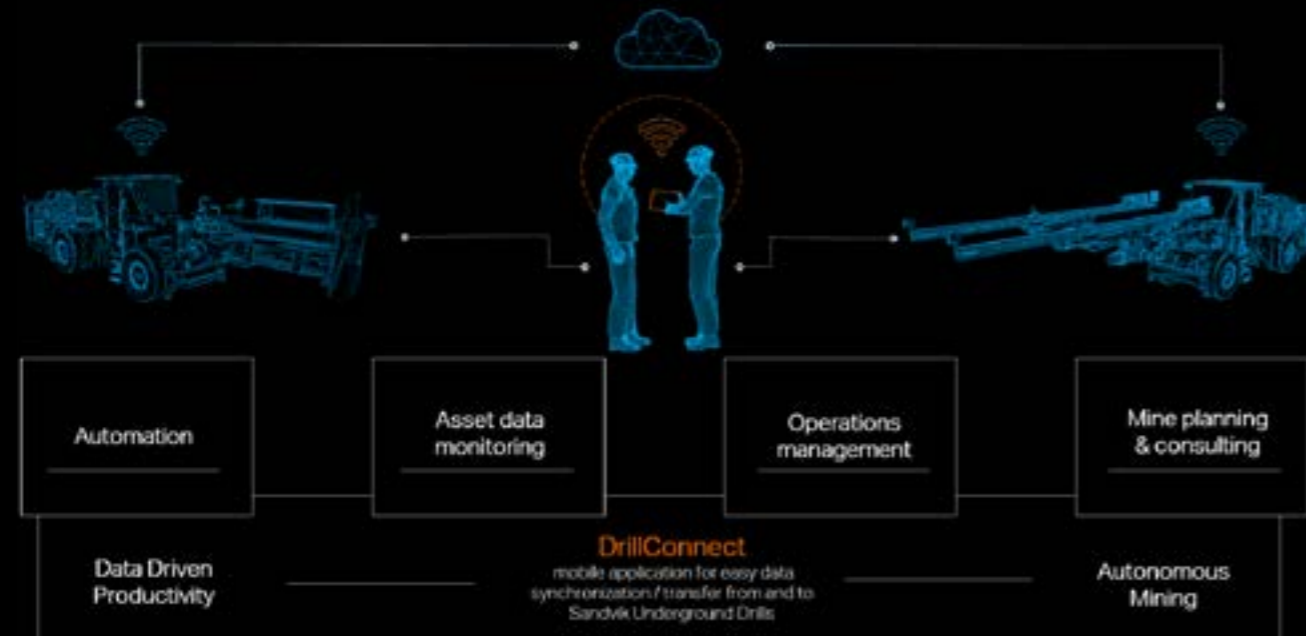 Automation
Asset data
monitoring
Operations
management
Mine planning
& consulting
Data Driven
Productivity
DrillConnect
mobile application for easy data
synchronization / transfer from and to
Sandvik Underground Drills
Autonomous
Mining